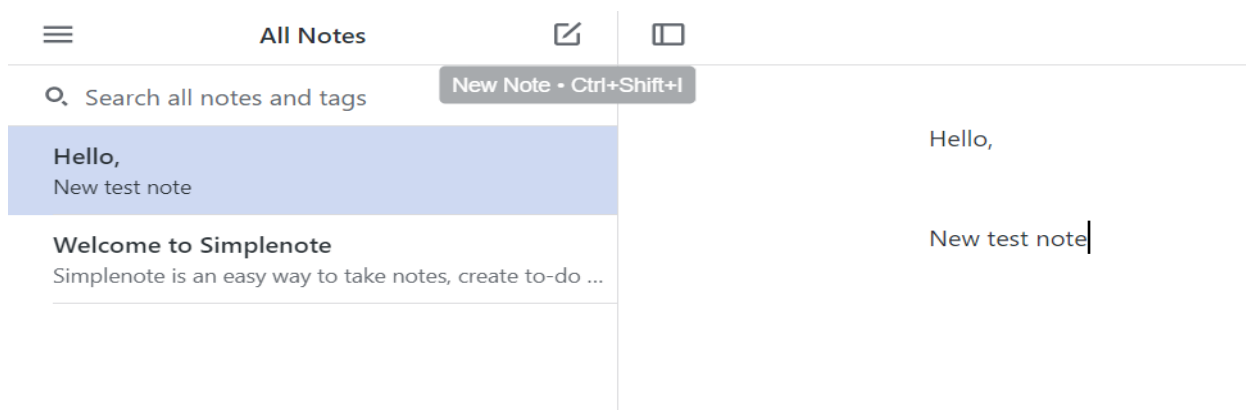 All Notes
New Note • Ctrl+Shift+I
Search all notes and tags
Hello,
New test note
Welcome to Simplenote
Simplenote is an easy way to take notes, create to-do ...
Hello,
New test note